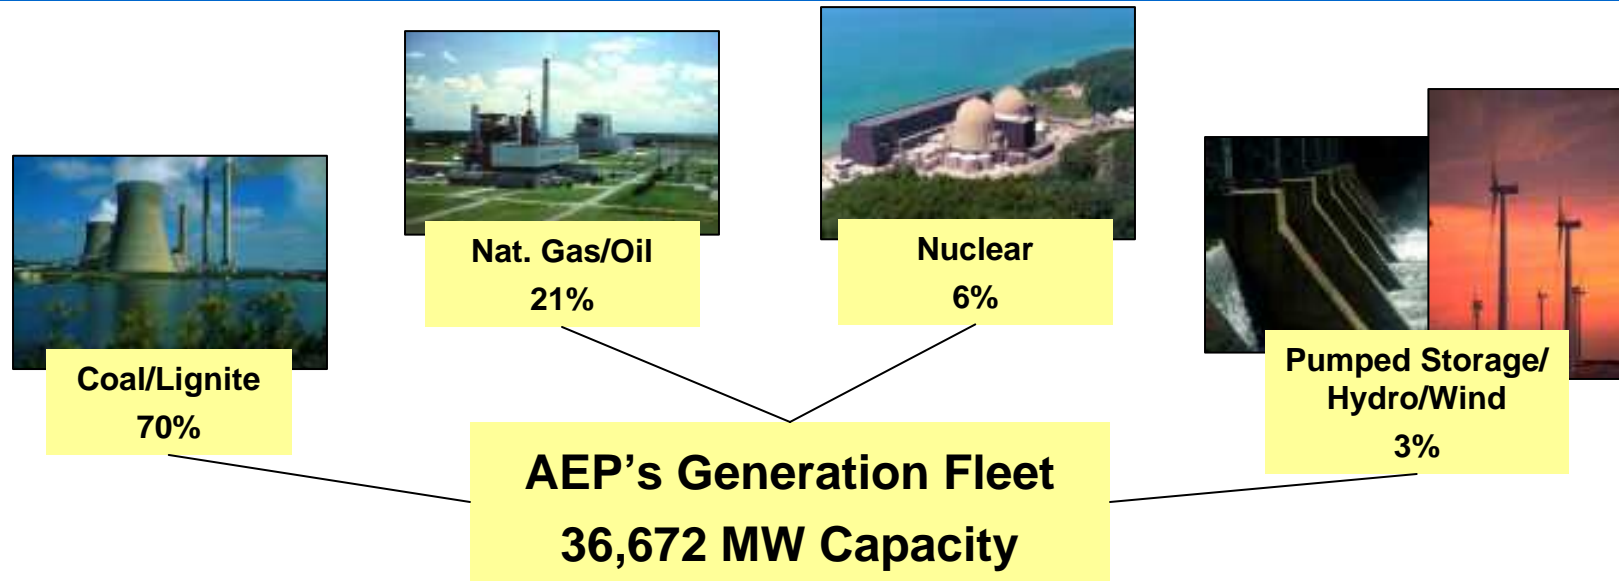 Coal/Lignite
70%
Nat. Gas/Oil
21%
Nuclear
6%
Pumped Storage/
Hydro/Wind
3%
AEP's Generation Fleet
36,672 MW Capacity